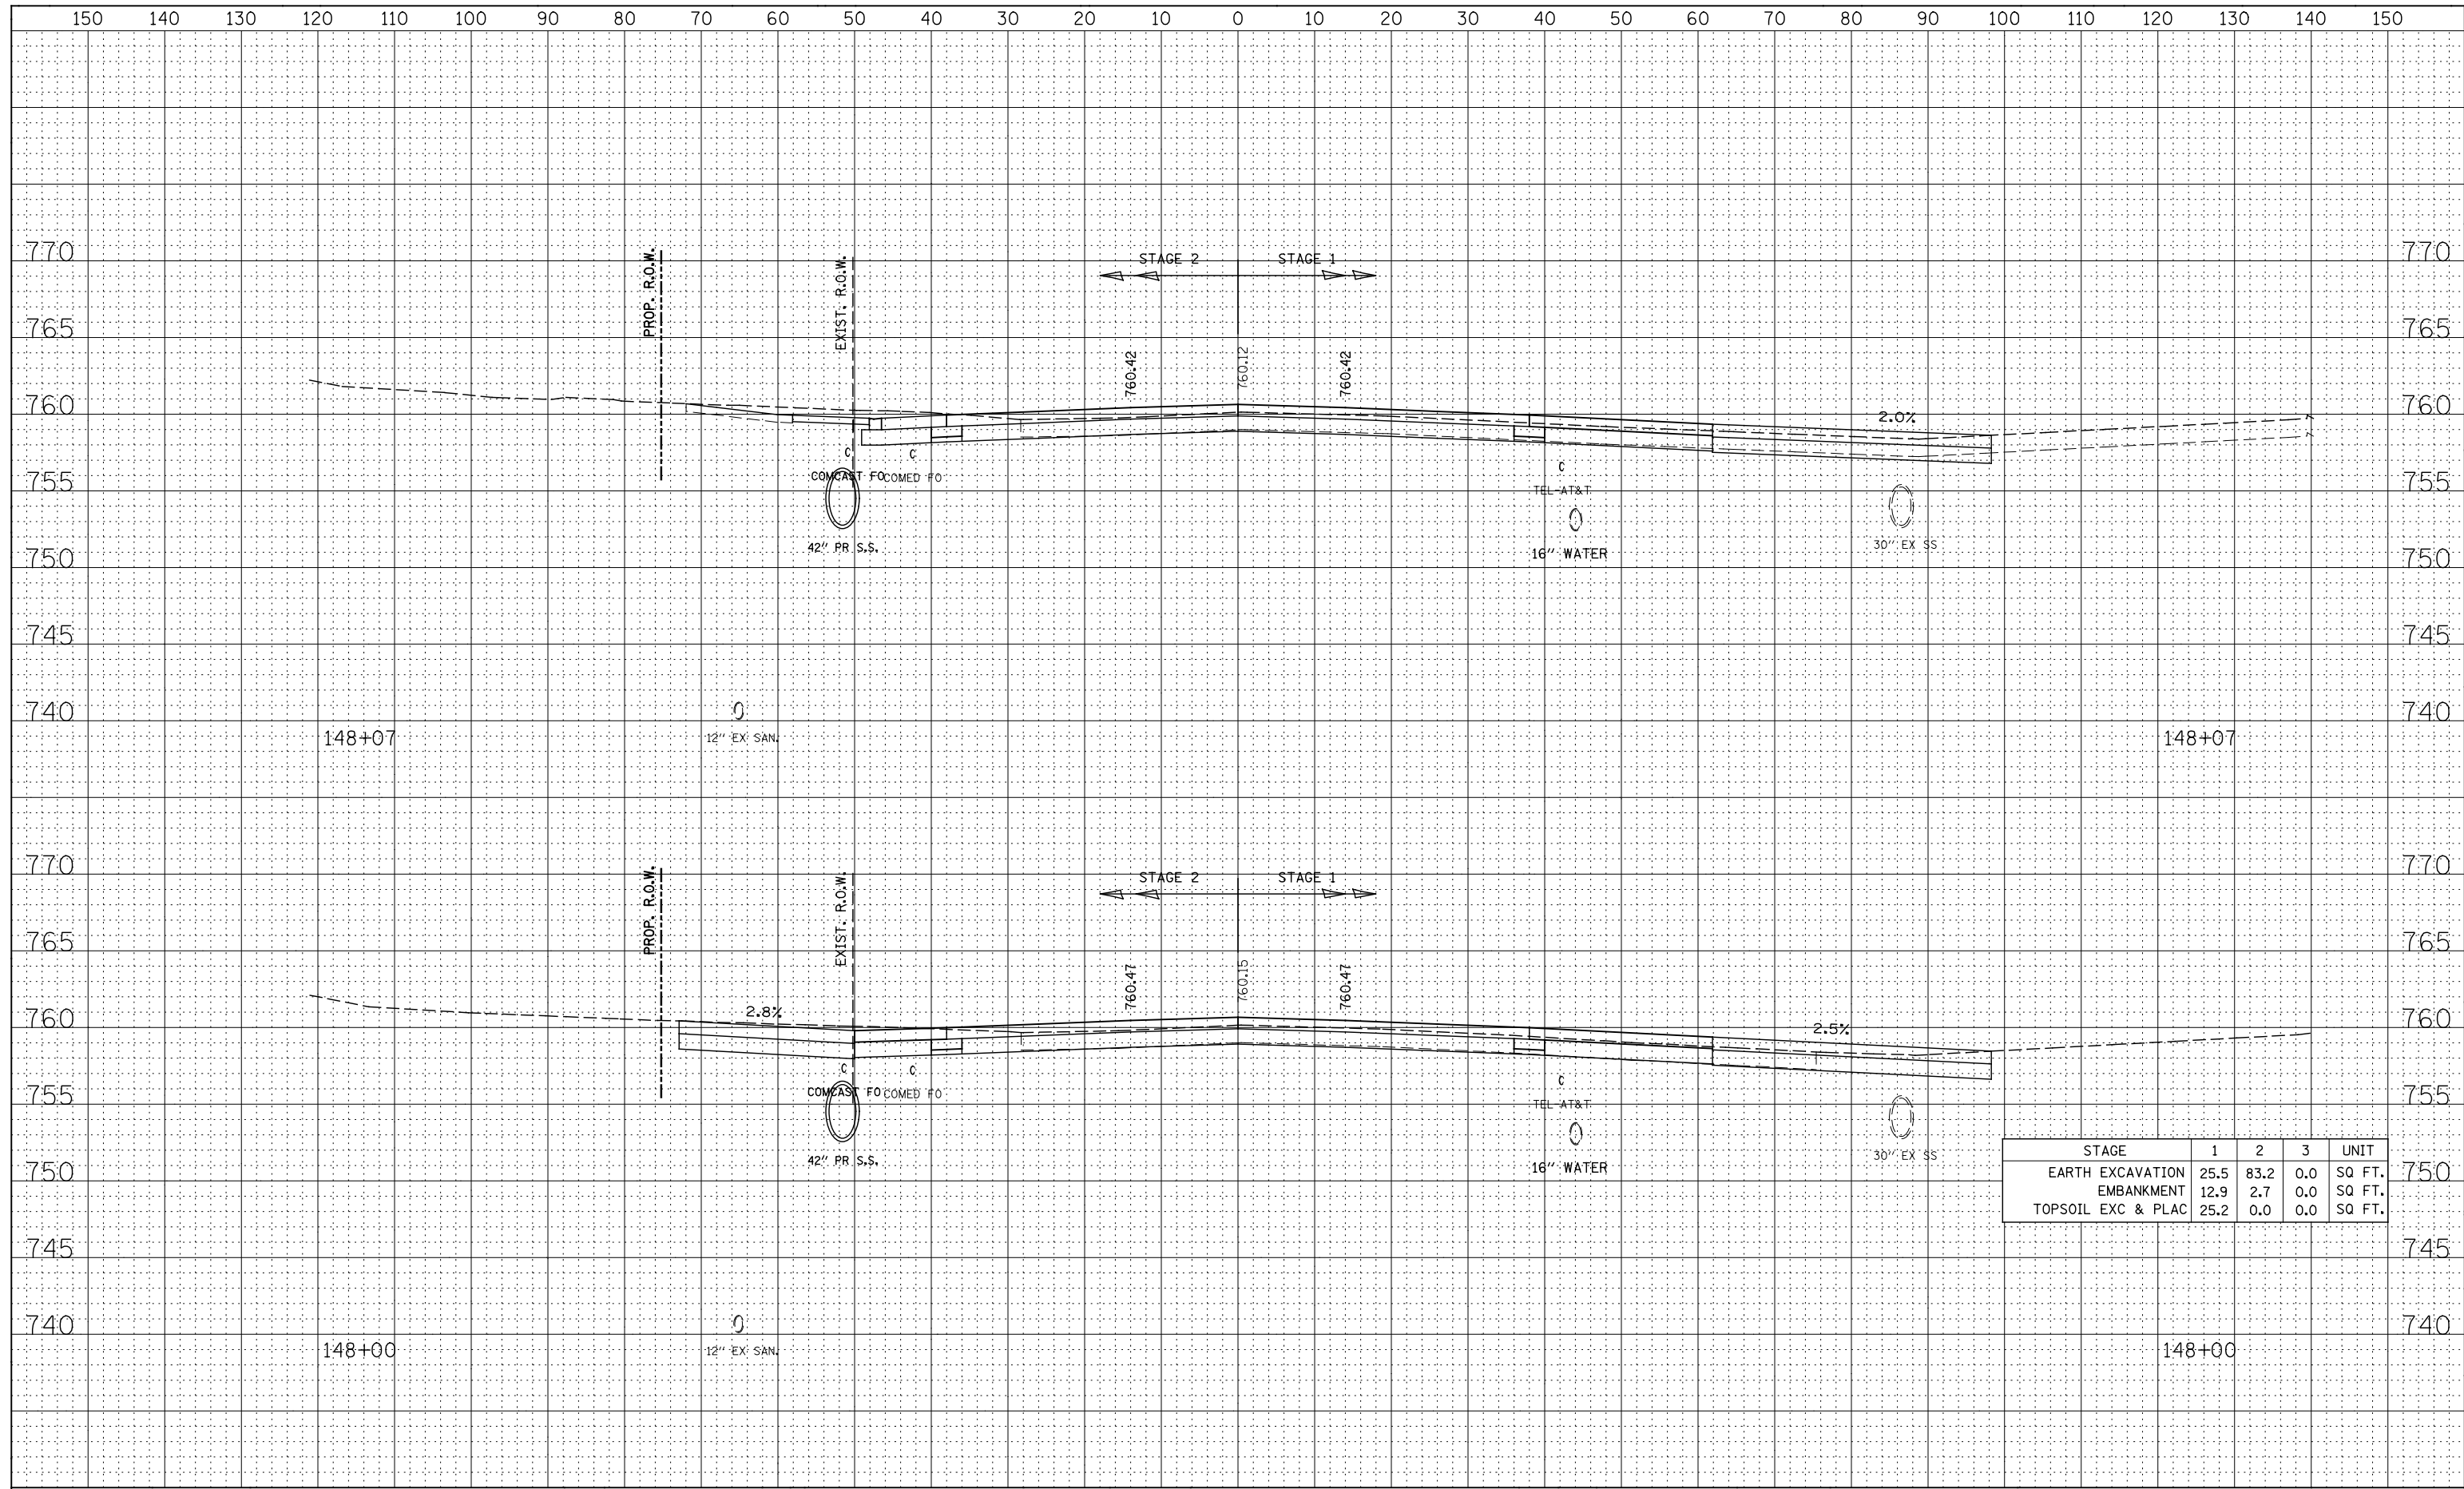 150 140 130 120 110 100 90 80 70 60 50 40 30 20 10 0 10 20 30 40 50 60 70 80 90 100 110 120 130 140 150
770 PROP. R.O.W. EXIST. R.O.W. STAGE 2 STAGE 1 770
765 765
760.42 760.12 760.42
760 2.0% 760
COMCAST FO COMED FO C C C
755 TEL-AT&T 755
42" PR S.S. 16" WATER 30" EX SS
750 750
745 745
740 740
148+07 12" EX SAN. 148+07
770 PROP. R.O.W. EXIST. R.O.W. STAGE 2 STAGE 1 770
765 765
760.47 760.15 760.47
760 2.8% 2.5% 760
C C C
COMCAST FO COMED FO
755 TEL-AT&T 755
42" PR S.S. 16" WATER 30" EX SS
750 750
STAGE 1 2 3 UNIT
EARTH EXCAVATION 25.5 83.2 0.0 SQ FT.
EMBANKMENT 12.9 2.7 0.0 SQ FT.
TOPSOIL EXC & PLAC 25.2 0.0 0.0 SQ FT.
745 745
740 740
148+00 12" EX SAN. 148+00